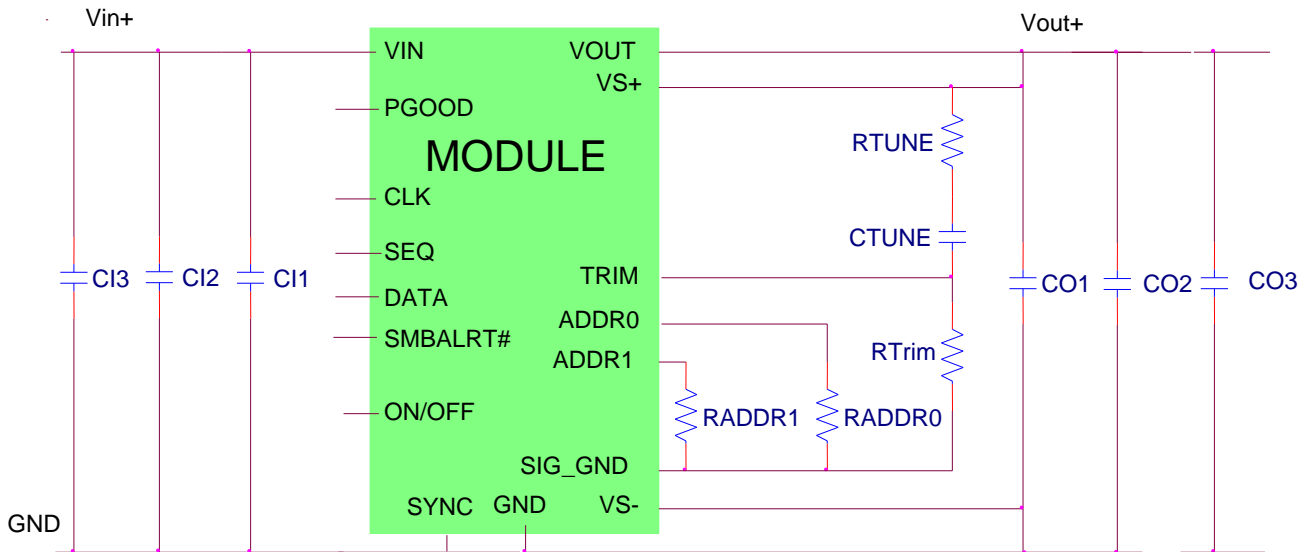 Vin+
Vout+
VIN
VOUT
VS+
PGOOD
RTUNE
MODULE
CLK
CTUNE
SEQ
TRIM
CI3
CI2
CI1
CO1
CO2
CO3
DATA
ADDR0
SMBALRT#
RTrim
ADDR1
ON/OFF
RADDR1
RADDR0
SIG_GND
SYNC
GND
VS-
GND